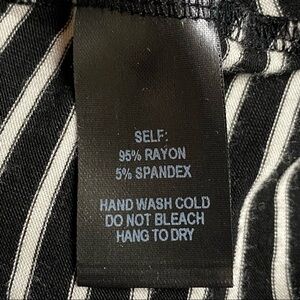 SELF:
95% RAYON
5% SPANDEX
HAND WASH COLD
DO NOT BLEACH
HANG TO DRY